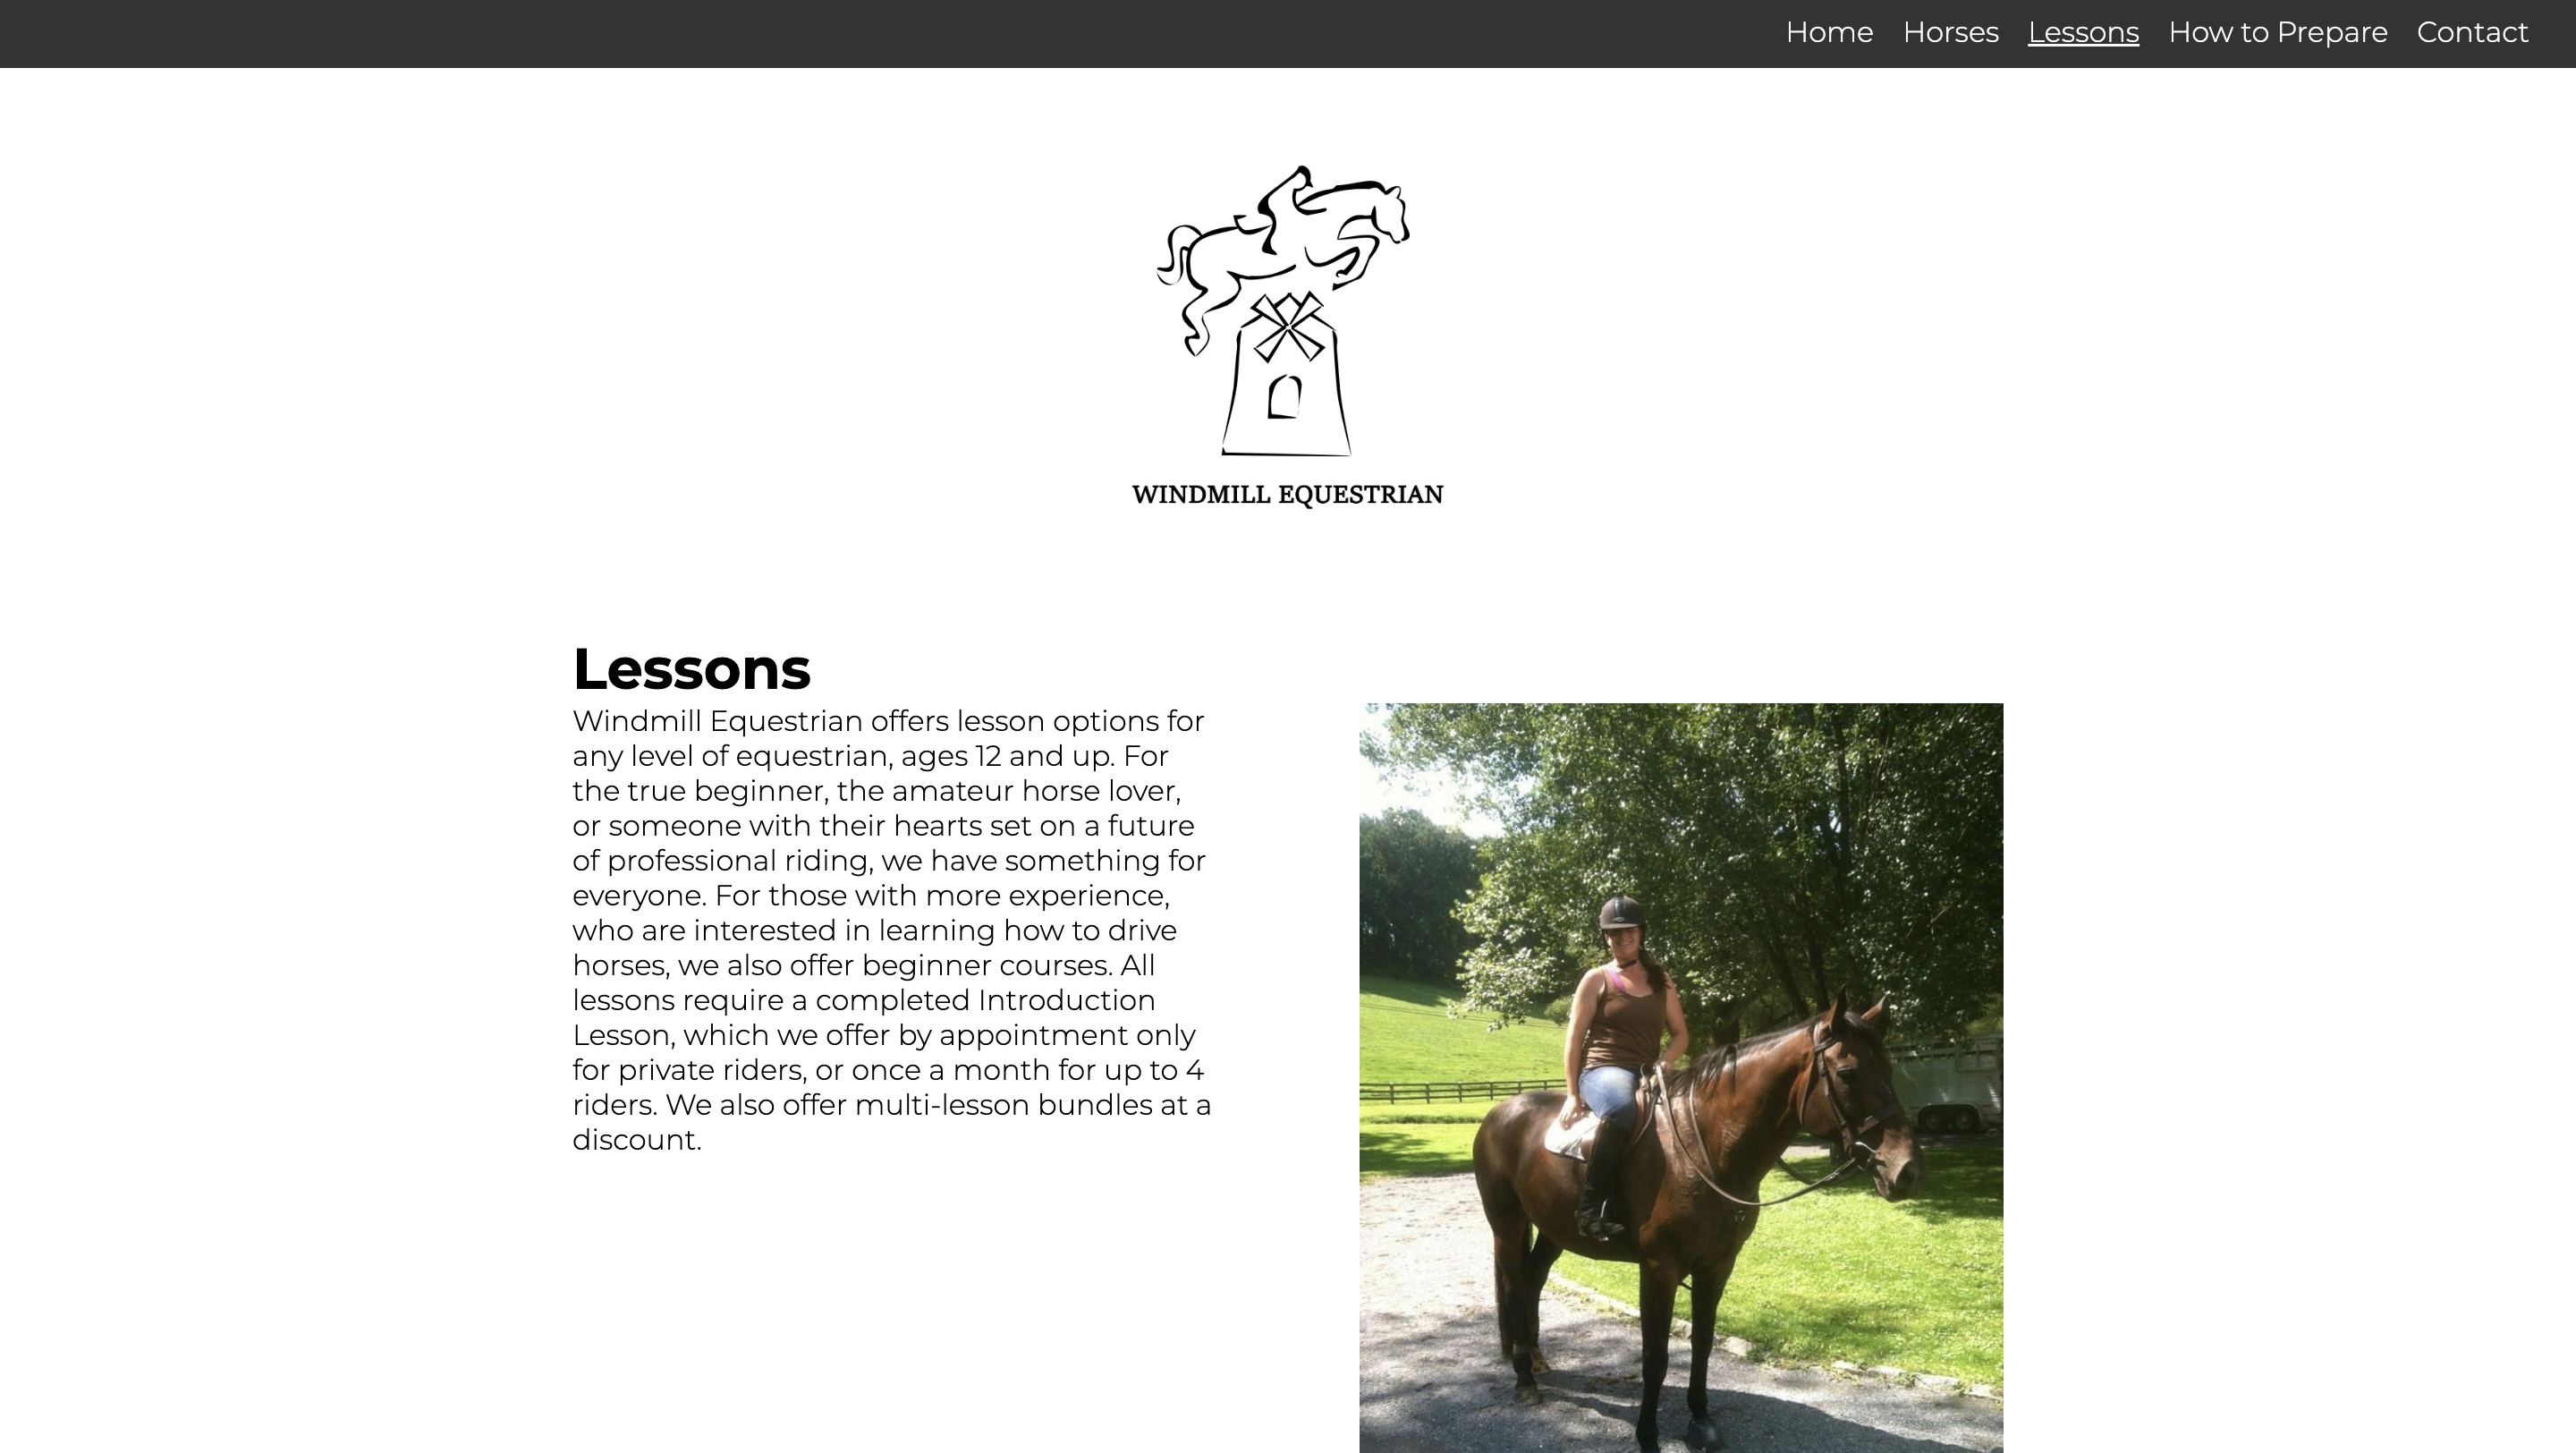 Home Horses Lessons How to Prepare Contact
WINDMILL EQUESTRIAN
Lessons
Windmill Equestrian offers lesson options for
any level of equestrian, ages 12 and up. For
the true beginner, the amateur horse lover,
or someone with their hearts set on a future
of professional riding, we have something for
everyone. For those with more experience,
who are interested in learning how to drive
horses, we also offer beginner courses. All
lessons require a completed Introduction
Lesson, which we offer by appointment only
for private riders, or once a month for up to 4
riders. We also offer multi-lesson bundles at a
discount.